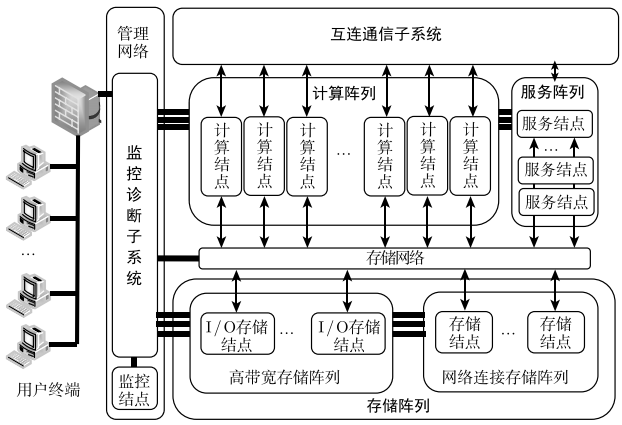 管理
网络
互连通信子系统
计算阵列
服务阵列
计算结点
计算结点
计算结点
...
计算结点
计算结点
计算结点
服务结点
...
服务结点
服务结点
监控诊断子系统
存储网络
...
I/O存储
结点
...
I/O存储
结点
存储
结点
...
存储
结点
高带宽存储阵列
网络连接存储阵列
监控
结点
用户终端
存储阵列